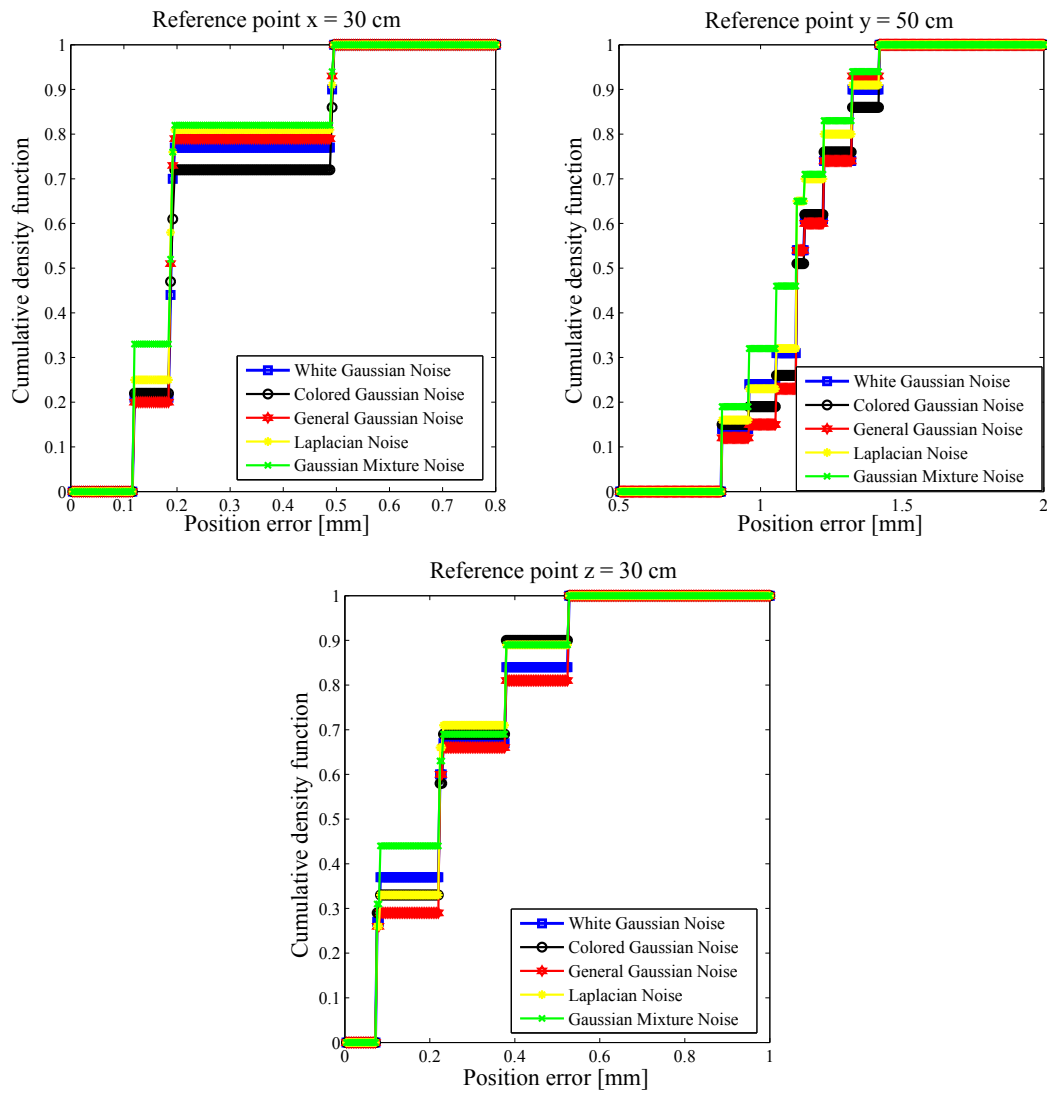 Reference point x = 30 cm
1
0.9
0.8
0.7
0.6
0.5
0.4
0.3
0.2
0.1
0
Cumulative density function
White Gaussian Noise
Colored Gaussian Noise
General Gaussian Noise
Laplacian Noise
Gaussian Mixture Noise
0 0.1 0.2 0.3 0.4 0.5 0.6 0.7 0.8
Position error [mm]
Reference point y = 50 cm
1
0.9
0.8
0.7
0.6
0.5
0.4
0.3
0.2
0.1
0
Cumulative density function
White Gaussian Noise
Colored Gaussian Noise
General Gaussian Noise
Laplacian Noise
Gaussian Mixture Noise
0.5 1 1.5 2
Position error [mm]
Reference point z = 30 cm
1
0.9
0.8
0.7
0.6
0.5
0.4
0.3
0.2
0.1
0
Cumulative density function
White Gaussian Noise
Colored Gaussian Noise
General Gaussian Noise
Laplacian Noise
Gaussian Mixture Noise
0 0.2 0.4 0.6 0.8 1
Position error [mm]